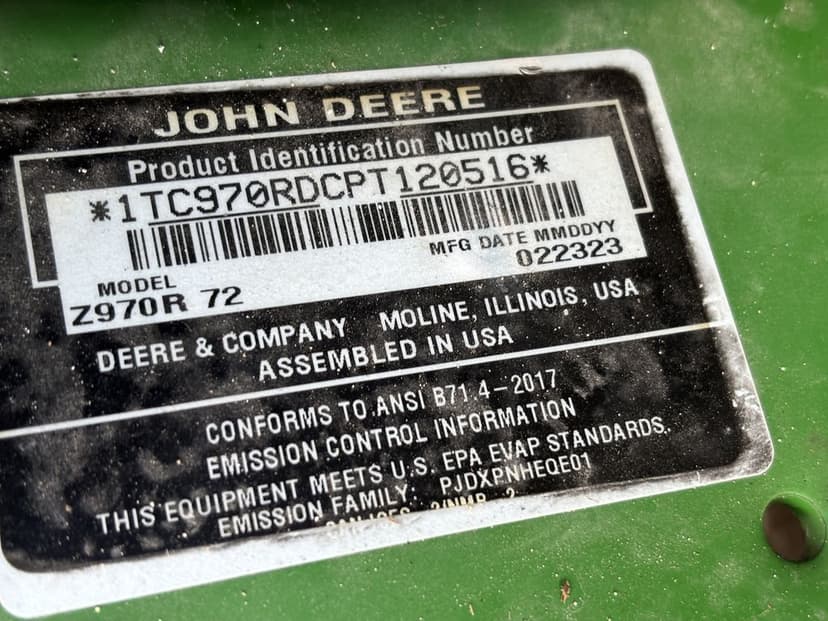 JOHN DEERE
Product Identification Number
*1TC970RDCPT120516*
MFG DATE MMDDYY
022323
MODEL
Z970R 72
DEERE & COMPANY MOLINE, ILLINOIS, USA
ASSEMBLED IN USA
CONFORMS TO ANSI B71.4-2017
EMISSION CONTROL INFORMATION
THIS EQUIPMENT MEETS U.S. EPA EVAP STANDARDS.
EMISSION FAMILY: PJDXPNHEQE01